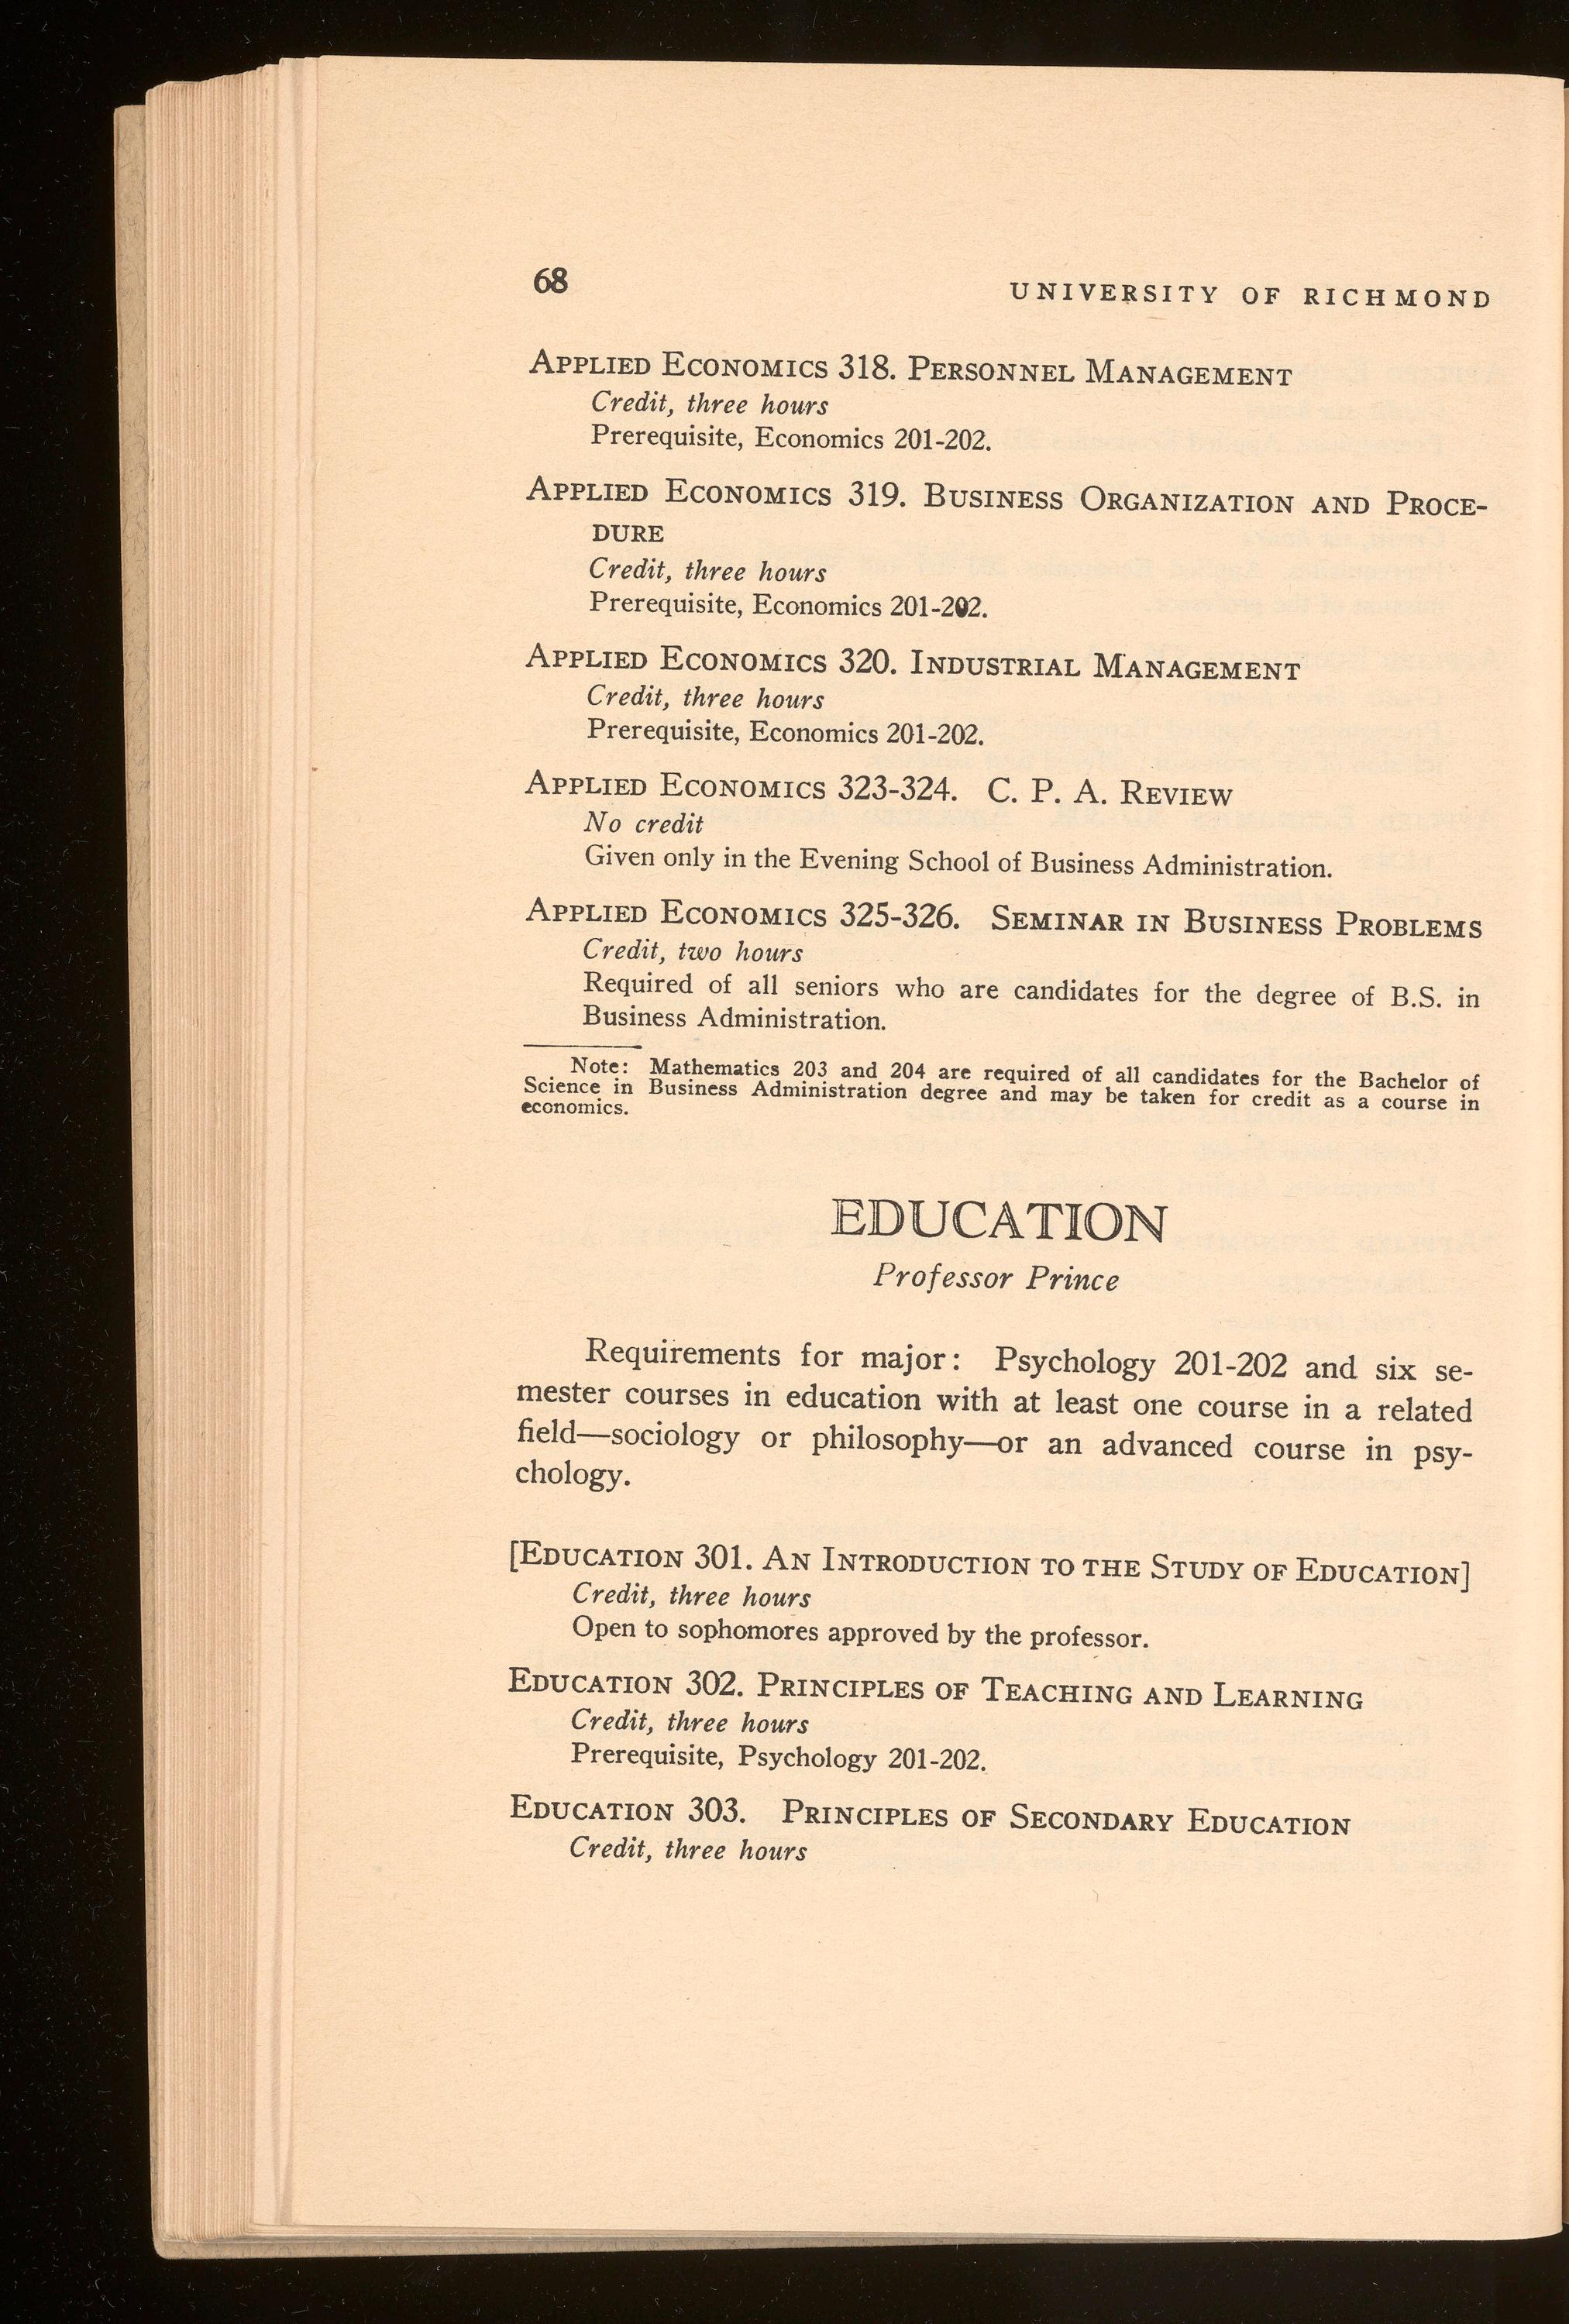 68
UNIVERSITY OF RICHMOND
APPLIED ECONOMICS 318. PERSONNEL MANAGEMENT
Credit, three hours
Prerequisite, Economics 201-202.
APPLIED ECONOMICS 319. BUSINESS ORGANIZATION AND PROCE-
DURE
Credit, three hours
Prerequisite, Economics 201-202.
APPLIED ECONOMICS 320. INDUSTRIAL MANAGEMENT
Credit, three hours
Prerequisite, Economics 201-202.
APPLIED ECONOMICS 323-324. C. P. A. REVIEW
No credit
Given only in the Evening School of Business Administration.
APPLIED ECONOMICS 325-326. SEMINAR IN BUSINESS PROBLEMS
Credit, two hours
Required of all seniors who are candidates for the degree of B.S. in
Business Administration.
Note: Mathematics 203 and 204 are required of all candidates for the Bachelor of
Science in Business Administration degree and may be taken for credit as a course in
economics.
EDUCATION
Professor Prince
Requirements for major: Psychology 201-202 and six se-
mester courses in education with at least one course in a related
field—sociology or philosophy—or an advanced course in psy-
chology.
[EDUCATION 301. AN INTRODUCTION TO THE STUDY OF EDUCATION]
Credit, three hours
Open to sophomores approved by the professor.
EDUCATION 302. PRINCIPLES OF TEACHING AND LEARNING
Credit, three hours
Prerequisite, Psychology 201-202.
EDUCATION 303. PRINCIPLES OF SECONDARY EDUCATION
Credit, three hours